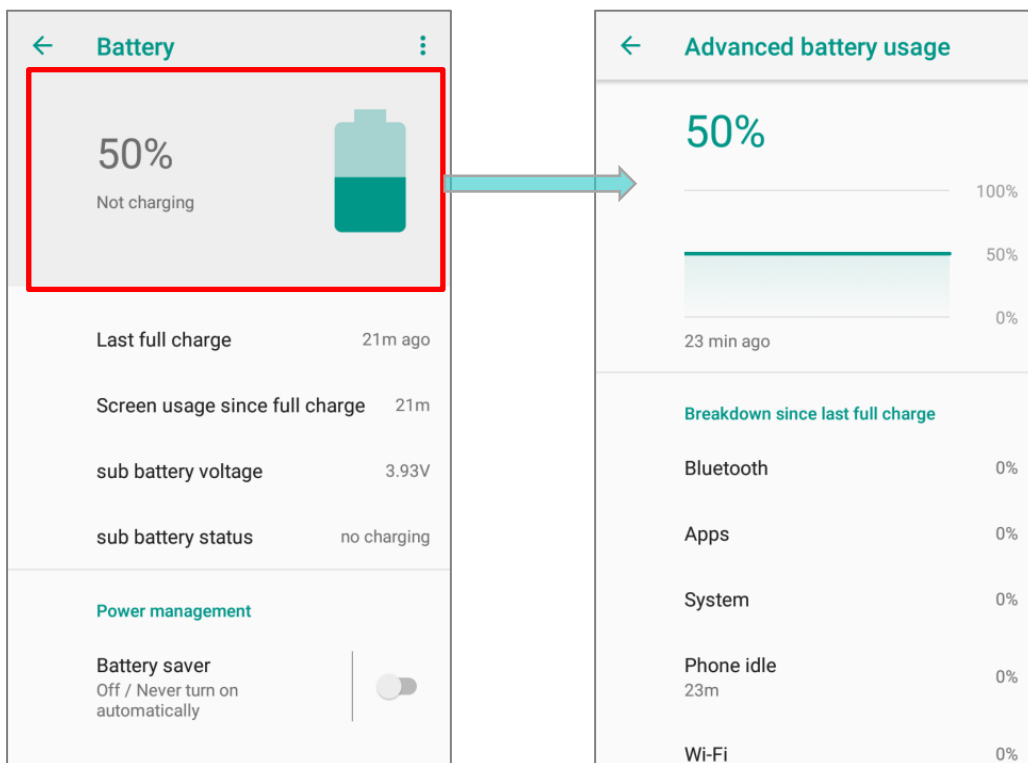 Battery
50%
Not charging
Last full charge 21m ago
Screen usage since full charge 21m
sub battery voltage 3.93V
sub battery status no charging
Power management
Battery saver
Off / Never turn on
automatically
Advanced battery usage
50%
100%
50%
0%
23 min ago
Breakdown since last full charge
Bluetooth 0%
Apps 0%
System 0%
Phone idle
23m
0%
Wi-Fi 0%